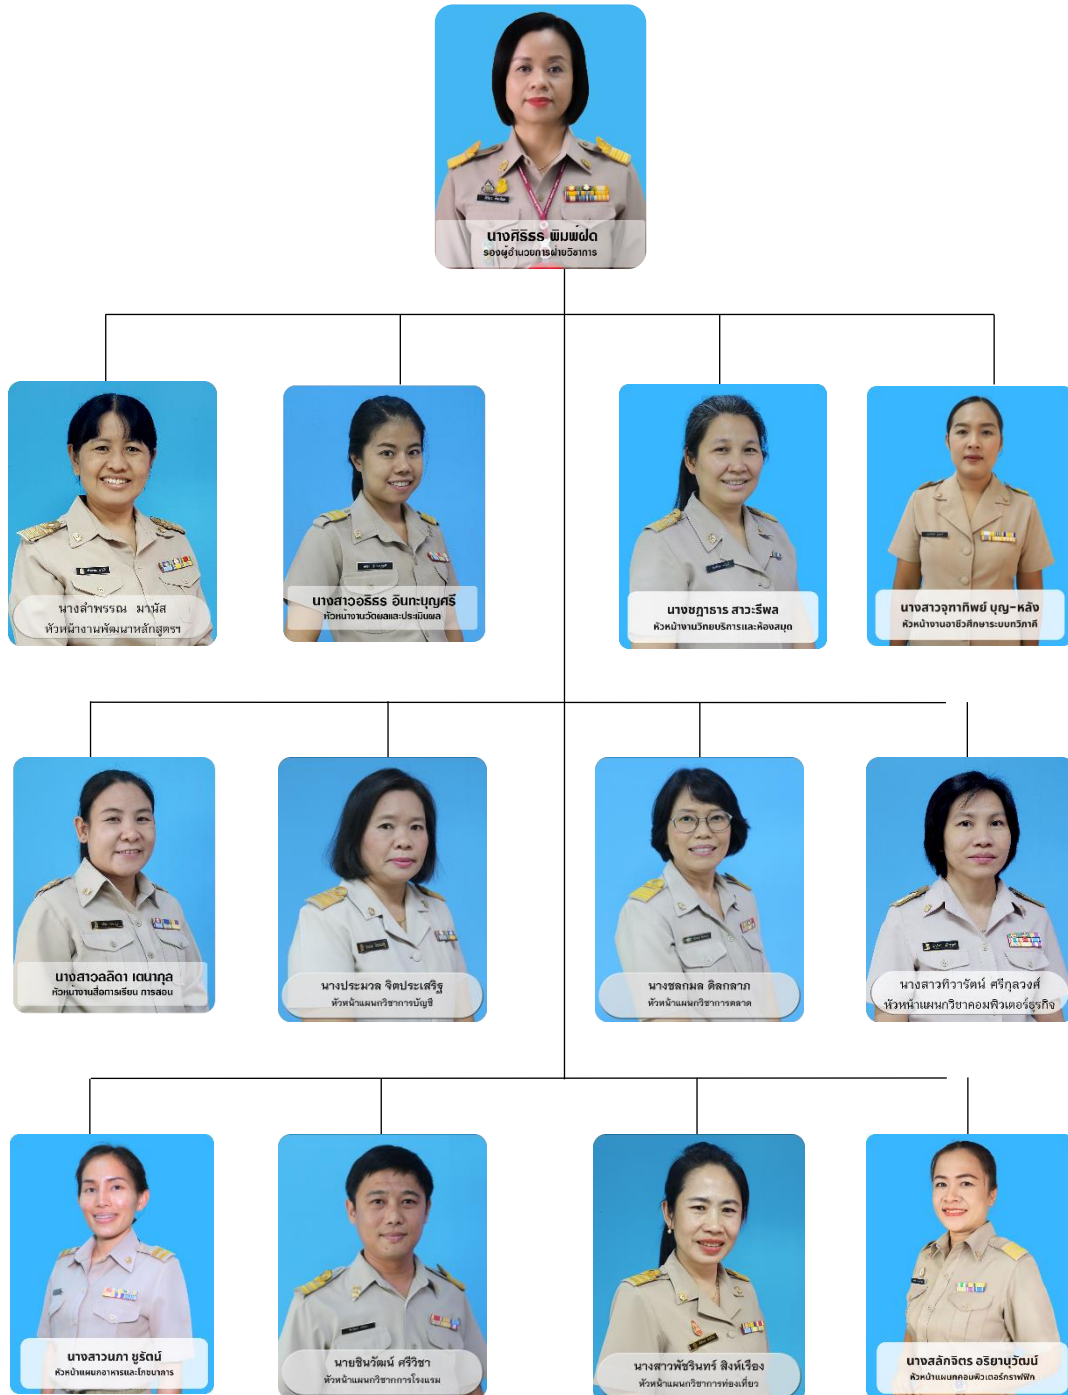 นางศิริธร พิมพ์ฝด
รองผู้อำนวยการฝ่ายวิชาการ
นางลำพรรณ มานัส
หัวหน้างานพัฒนาหลักสูตรฯ
นางสาวอริธร อินทะบุญศรี
หัวหน้างานวัดผลและประเมินผล
นางชฎาธาร สาวะรีพล
หัวหน้างานวิทยบริการและห้องสมุด
นางสาวจุฑาทิพย์ บุญ-หลัง
หัวหน้างานอาชีวศึกษาระบบทวิภาคี
นางสาวลลิดา เตนากุล
หัวหน้างานสื่อการเรียน การสอน
นางประมวล จิตประเสริฐ
หัวหน้าแผนกวิชาการบัญชี
นางชลกมล ดิลกลาภ
หัวหน้าแผนกวิชาการตลาด
นางสาวทิวารัตน์ ศรีกุลวงศ์
หัวหน้าแผนกวิชาคอมพิวเตอร์ธุรกิจ
นางสาวนภา ชูรัตน์
หัวหน้าแผนกอาหารและโภชนาการ
นายชินวัฒน์ ศรีวิชา
หัวหน้าแผนกวิชากการโรงแรม
นางสาวพัชรินทร์ สิงห์เรือง
หัวหน้าแผนกวิชาการท่องเที่ยว
นางสลักจิตร อริยานุวัฒน์
หัวหน้าแผนกคอมพิวเตอร์กราฟฟิก